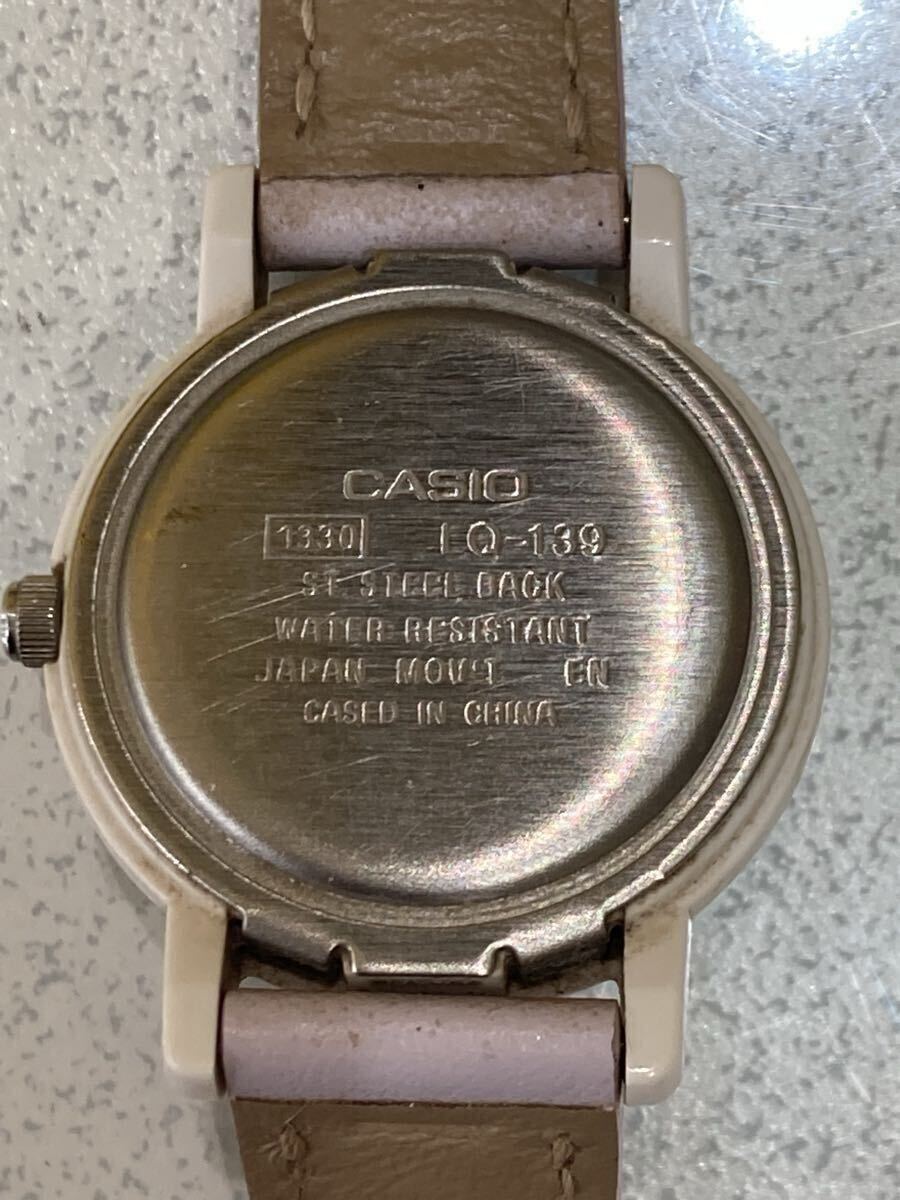 CASIO
1330 LQ-139
ST. STEEL BACK
WATER RESISTANT
JAPAN MOV'T EN
CASED IN CHINA